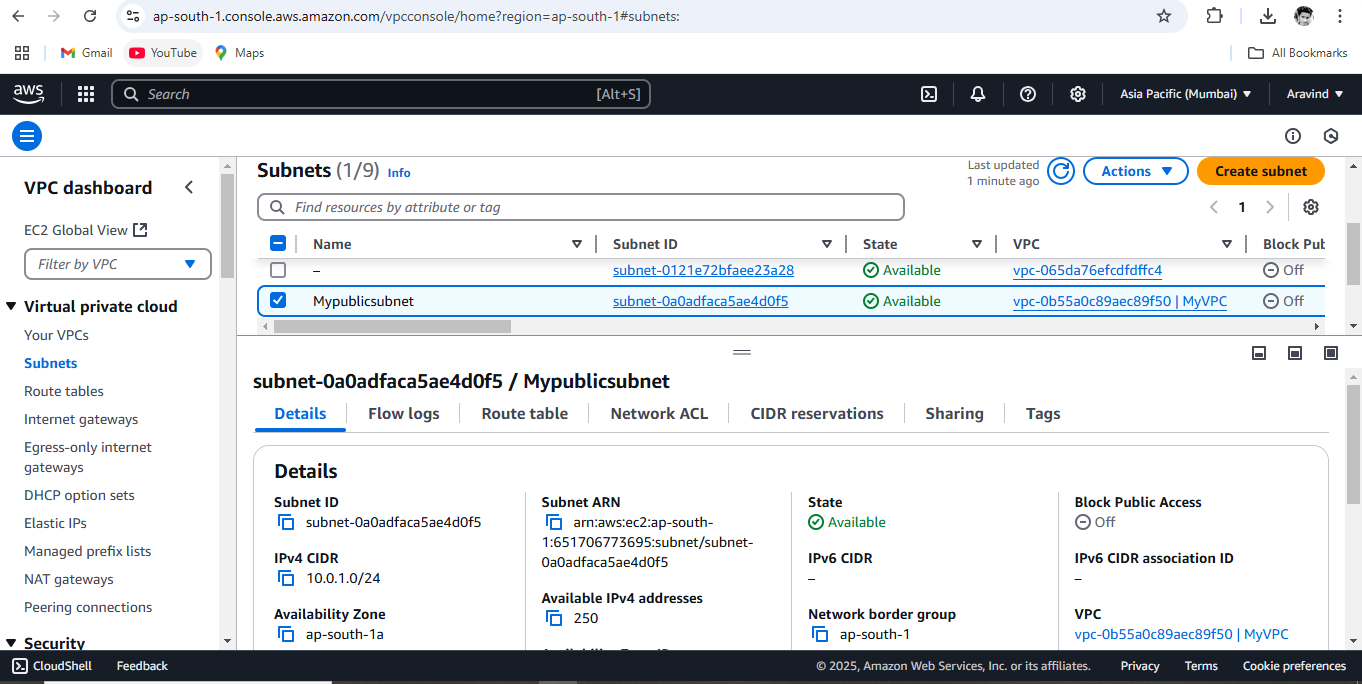 ap-south-1.console.aws.amazon.com/vpcconsole/home?region=ap-south-1#subnets:
Gmail YouTube Maps All Bookmarks
aws Search [Alt+S] Asia Pacific (Mumbai) Aravind
VPC dashboard
EC2 Global View
Filter by VPC
Virtual private cloud
Your VPCs
Subnets
Route tables
Internet gateways
Egress-only internet
gateways
DHCP option sets
Elastic IPs
Managed prefix lists
NAT gateways
Peering connections
Security
Subnets (1/9) Info
Last updated
1 minute ago
Actions
Create subnet
Find resources by attribute or tag
1
Name Subnet ID State VPC Block Pub
– subnet-0121e72bfaee23a28 Available vpc-065da76efcfdfffc4 Off
Mypublicsubnet subnet-0a0adfaca5ae4d0f5 Available vpc-0b55a0c89aec89f50 | MyVPC Off
subnet-0a0adfaca5ae4d0f5 / Mypublicsubnet
Details Flow logs Route table Network ACL CIDR reservations Sharing Tags
Details
Subnet ID
subnet-0a0adfaca5ae4d0f5
IPv4 CIDR
10.0.1.0/24
Availability Zone
ap-south-1a
Subnet ARN
arn:aws:ec2:ap-south-
1:651706773695:subnet/subnet-
0a0adfaca5ae4d0f5
Available IPv4 addresses
250
State
Available
IPv6 CIDR
–
Network border group
ap-south-1
Block Public Access
Off
IPv6 CIDR association ID
–
VPC
vpc-0b55a0c89aec89f50 | MyVPC
CloudShell Feedback © 2025, Amazon Web Services, Inc. or its affiliates. Privacy Terms Cookie preferences